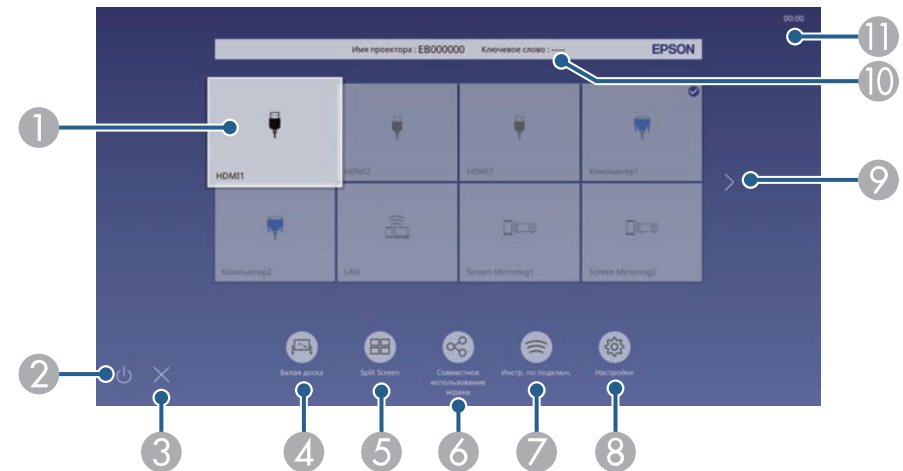 00:00
11
Имя проектора : EB000000 Ключевое слово : ---- EPSON
10
1
HDMI1
HDMI2
HDMI3
Компьютер1
9
Компьютер2
LAN
Screen Mirroring1
Screen Mirroring2
Белая доска
Split Screen
Совместное
использование
экрана
Инстр. по подключ.
Настройки
2
3
4
5
6
7
8